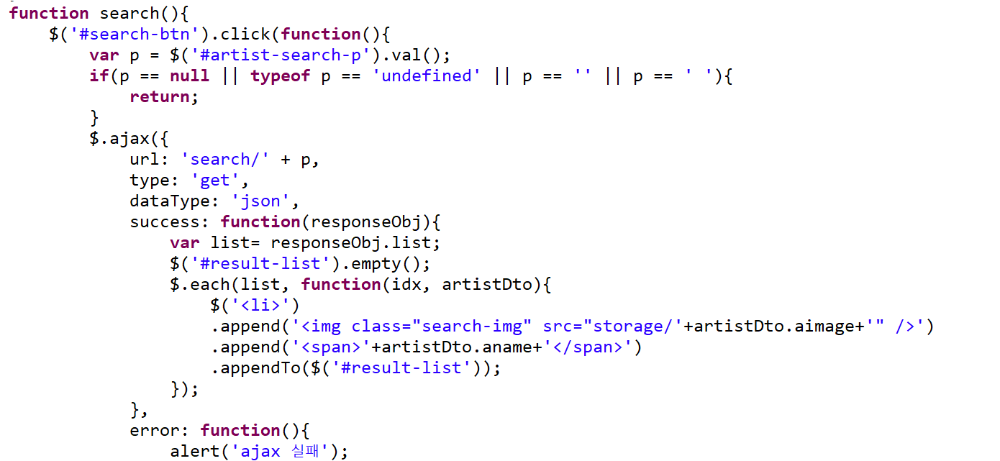 function search(){
    $('#search-btn').click(function(){
        var p = $('#artist-search-p').val();
        if(p == null || typeof p == 'undefined' || p == '' || p == ' '){
            return;
        }
        $.ajax({
            url: 'search/' + p,
            type: 'get',
            dataType: 'json',
            success: function(responseObj){
                var list= responseObj.list;
                $('#result-list').empty();
                $.each(list, function(idx, artistDto){
                    $('<li>')
                    .append('<img class="search-img" src="storage/'+artistDto.aimage+'" />')
                    .append('<span>'+artistDto.aname+'</span>')
                    .appendTo($('#result-list'));
                });
            },
            error: function(){
                alert('ajax 실패');